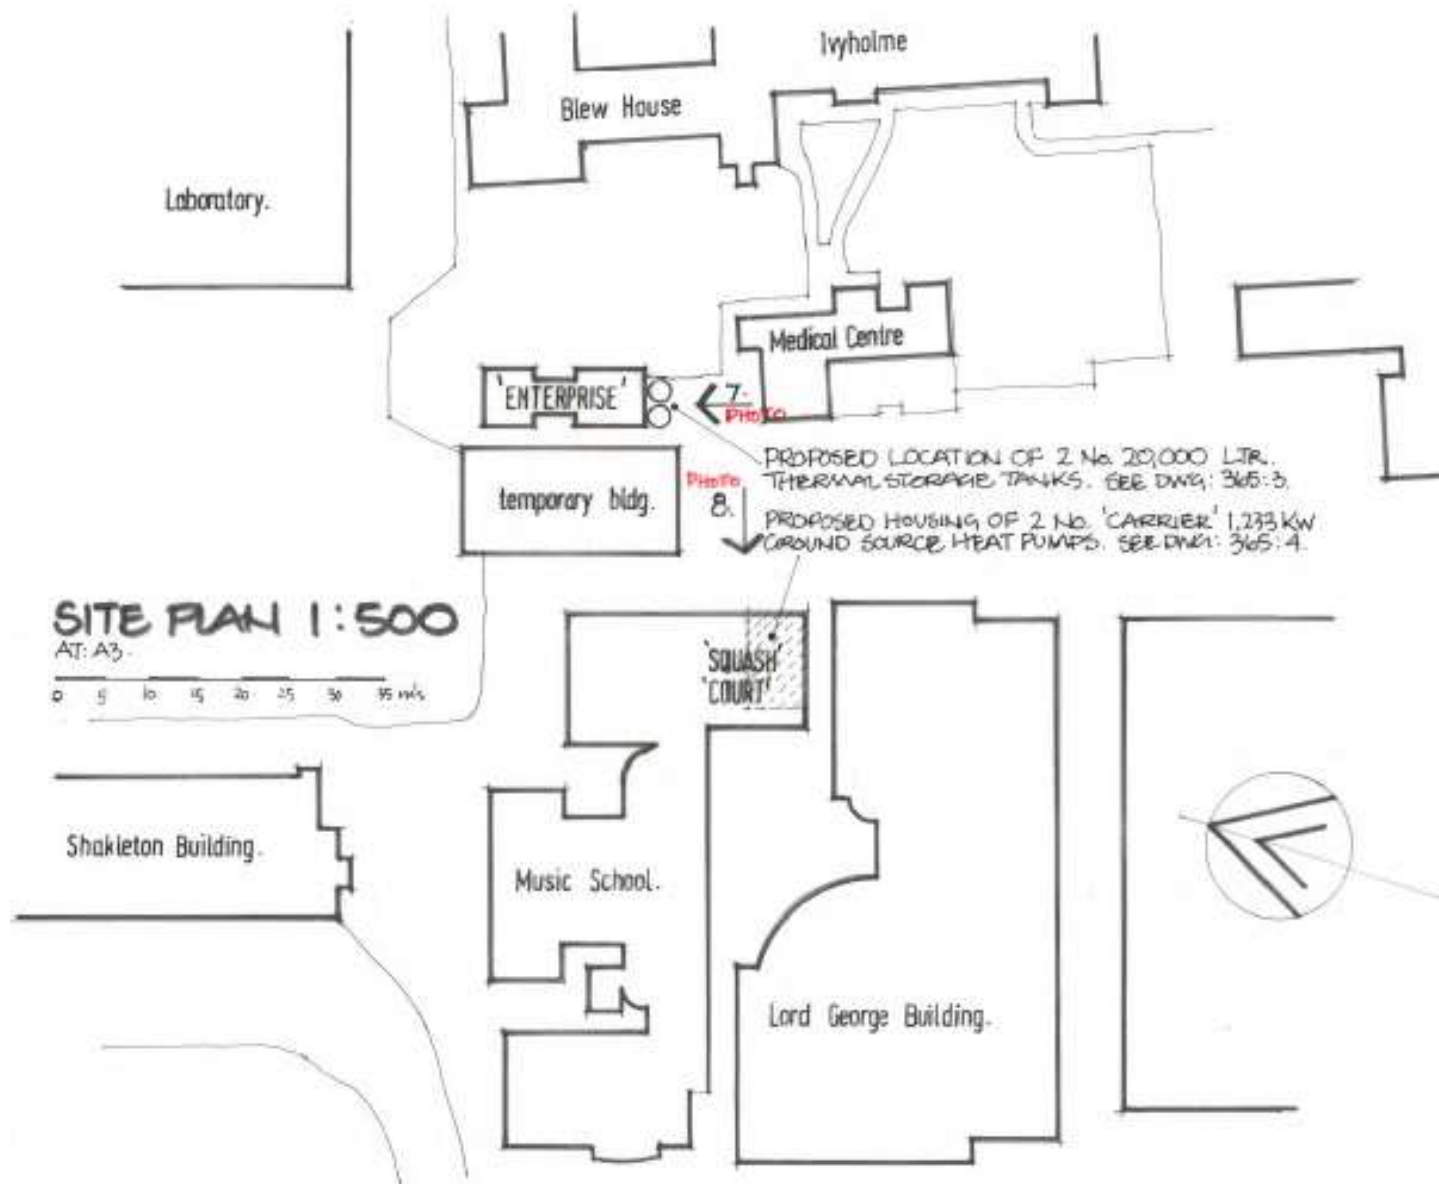 Ivyholme
Blew House
Laboratory.
Medical Centre
'ENTERPRISE'
7.
PHOTO
PROPOSED LOCATION OF 2 No. 20,000 LTR.
THERMAL STORAGE TANKS. SEE DWG: 365:3.
temporary bldg.
PHOTO
8.
PROPOSED HOUSING OF 2 No. 'CARRIER' 1,233 KW
GROUND SOURCE HEAT PUMPS. SEE DWG: 365:4.
SITE PLAN 1:500
AT: A3.
0 5 10 15 20 25 30 35 m/s
'SQUASH'
'COURT'
Shakleton Building.
Music School.
Lord George Building.